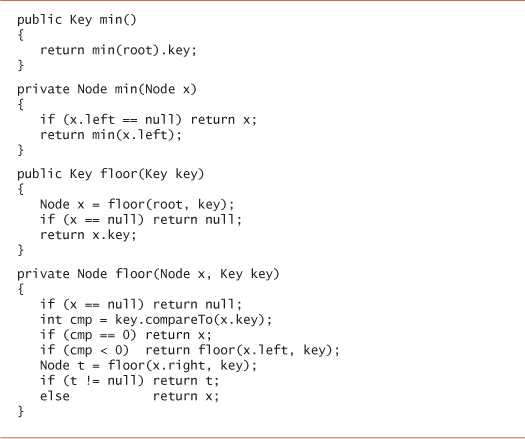 public Key min()
{
   return min(root).key;
}
private Node min(Node x)
{
   if (x.left == null) return x;
   return min(x.left);
}
public Key floor(Key key)
{
   Node x = floor(root, key);
   if (x == null) return null;
   return x.key;
}
private Node floor(Node x, Key key)
{
   if (x == null) return null;
   int cmp = key.compareTo(x.key);
   if (cmp == 0) return x;
   if (cmp < 0)  return floor(x.left, key);
   Node t = floor(x.right, key);
   if (t != null) return t;
   else           return x;
}